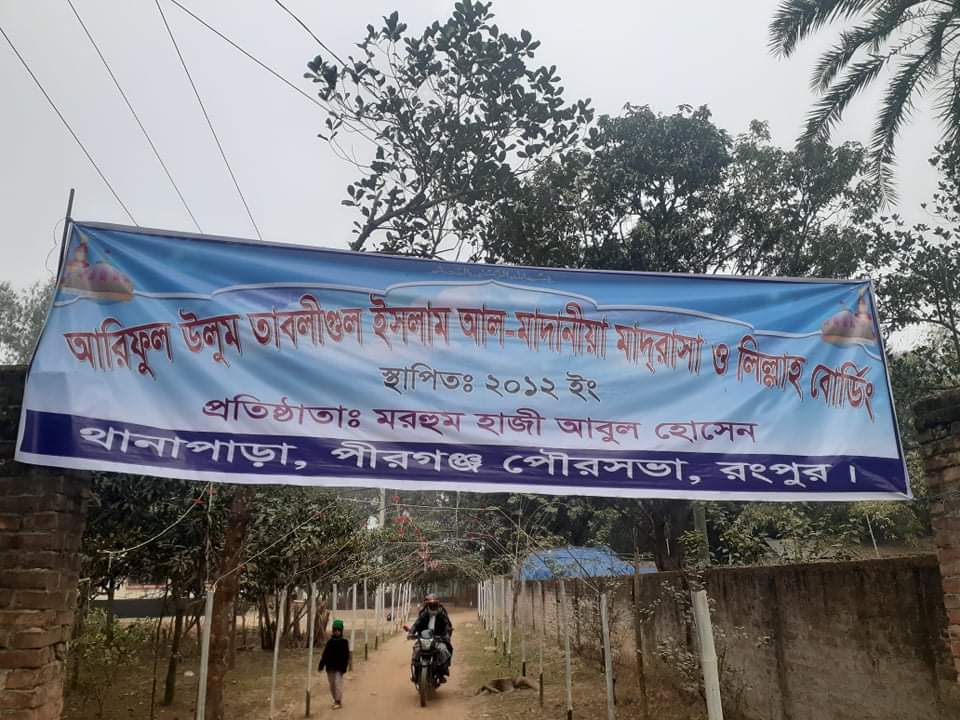 আরিফুল উলুম তাবলীগুল ইসলাম আল-মাদানীয়া মাদ্‌রাসা ও লিল্লাহ বোর্ডিং
স্থাপিতঃ ২০১২ ইং
প্রতিষ্ঠাতাঃ মরহুম হাজী আবুল হোসেন
থানাপাড়া, পীরগঞ্জ পৌরসভা, রংপুর।